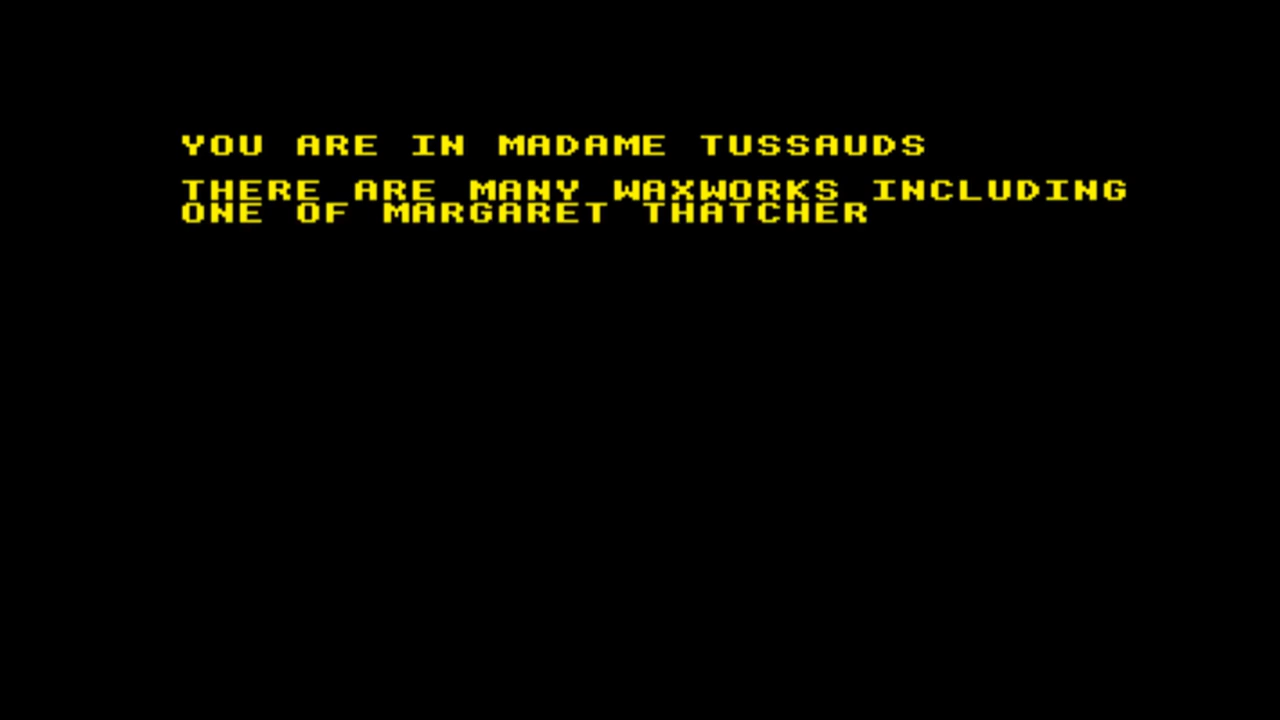 YOU ARE IN MADAME TUSSAUDS
THERE ARE MANY WAXWORKS INCLUDING
ONE OF MARGARET THATCHER